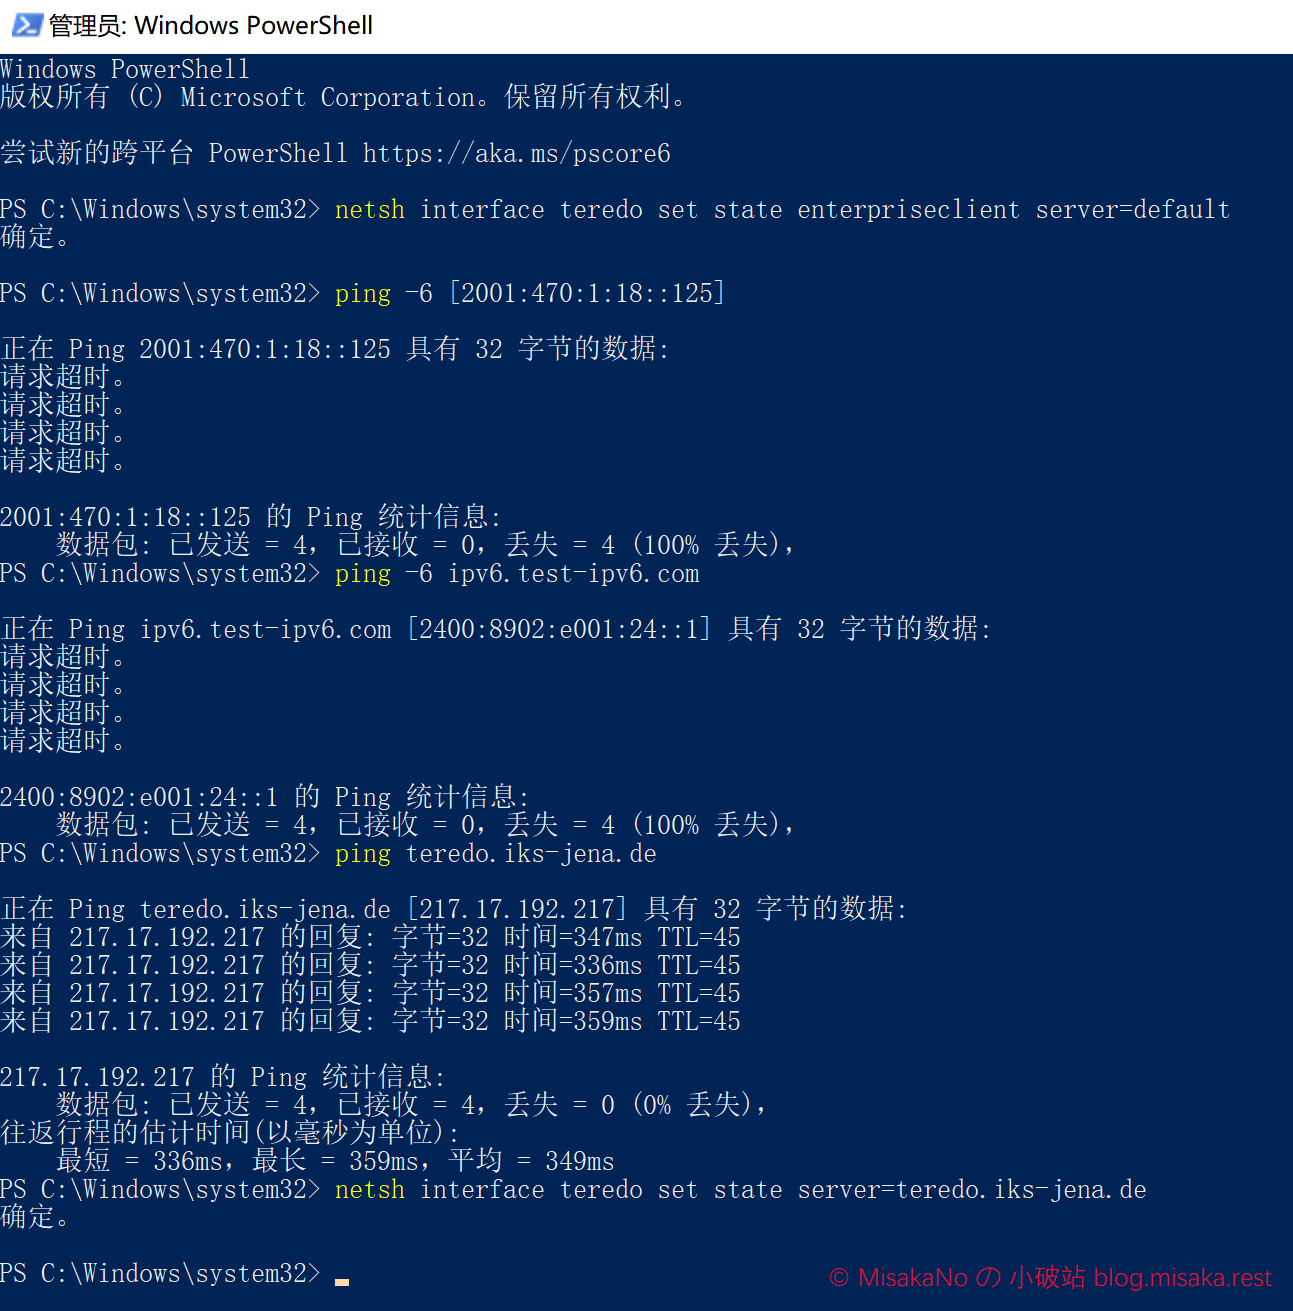 管理员: Windows PowerShell
Windows PowerShell
版权所有 (C) Microsoft Corporation。保留所有权利。
尝试新的跨平台 PowerShell https://aka.ms/pscore6
PS C:\Windows\system32> netsh interface teredo set state enterpriseclient server=default
确定。
PS C:\Windows\system32> ping -6 [2001:470:1:18::125]
正在 Ping 2001:470:1:18::125 具有 32 字节的数据:
请求超时。
请求超时。
请求超时。
请求超时。
2001:470:1:18::125 的 Ping 统计信息:
数据包: 已发送 = 4，已接收 = 0，丢失 = 4 (100% 丢失)，
PS C:\Windows\system32> ping -6 ipv6.test-ipv6.com
正在 Ping ipv6.test-ipv6.com [2400:8902:e001:24::1] 具有 32 字节的数据:
请求超时。
请求超时。
请求超时。
请求超时。
2400:8902:e001:24::1 的 Ping 统计信息:
数据包: 已发送 = 4，已接收 = 0，丢失 = 4 (100% 丢失)，
PS C:\Windows\system32> ping teredo.iks-jena.de
正在 Ping teredo.iks-jena.de [217.17.192.217] 具有 32 字节的数据:
来自 217.17.192.217 的回复: 字节=32 时间=347ms TTL=45
来自 217.17.192.217 的回复: 字节=32 时间=336ms TTL=45
来自 217.17.192.217 的回复: 字节=32 时间=357ms TTL=45
来自 217.17.192.217 的回复: 字节=32 时间=359ms TTL=45
217.17.192.217 的 Ping 统计信息:
数据包: 已发送 = 4，已接收 = 4，丢失 = 0 (0% 丢失)，
往返行程的估计时间(以毫秒为单位):
最短 = 336ms，最长 = 359ms，平均 = 349ms
PS C:\Windows\system32> netsh interface teredo set state server=teredo.iks-jena.de
确定。
PS C:\Windows\system32>
© MisakaNo の 小破站 blog.misaka.rest